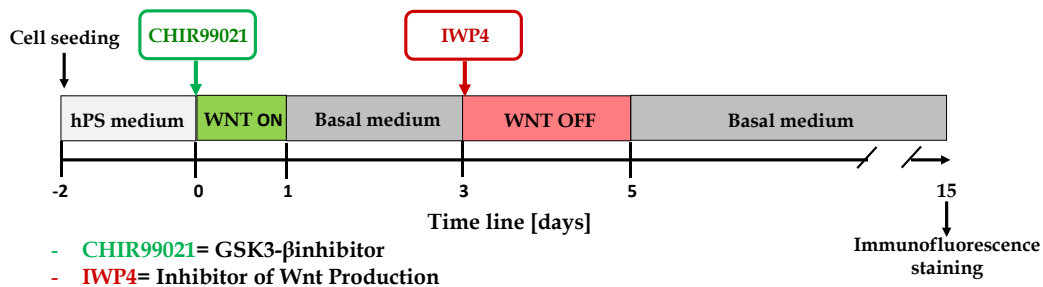 Cell seeding
CHIR99021
IWP4
hPS medium
WNT ON
Basal medium
WNT OFF
Basal medium
-2
0
1
3
5
15
Time line [days]
- CHIR99021= GSK3-βinhibitor
- IWP4= Inhibitor of Wnt Production
Immunofluorescence
staining